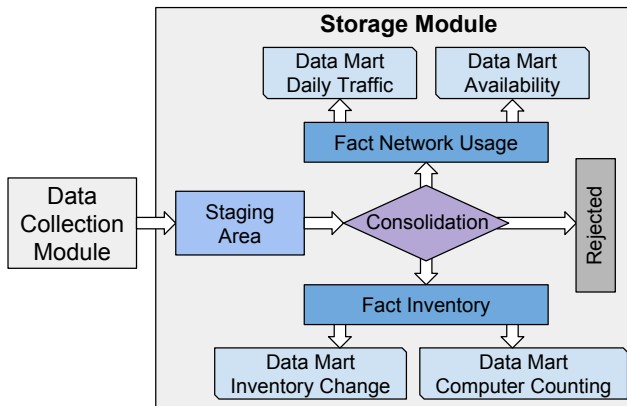 Storage Module
Data Mart
Daily Traffic
Data Mart
Availability
Fact Network Usage
Data
Collection
Module
Staging
Area
Consolidation
Rejected
Fact Inventory
Data Mart
Inventory Change
Data Mart
Computer Counting